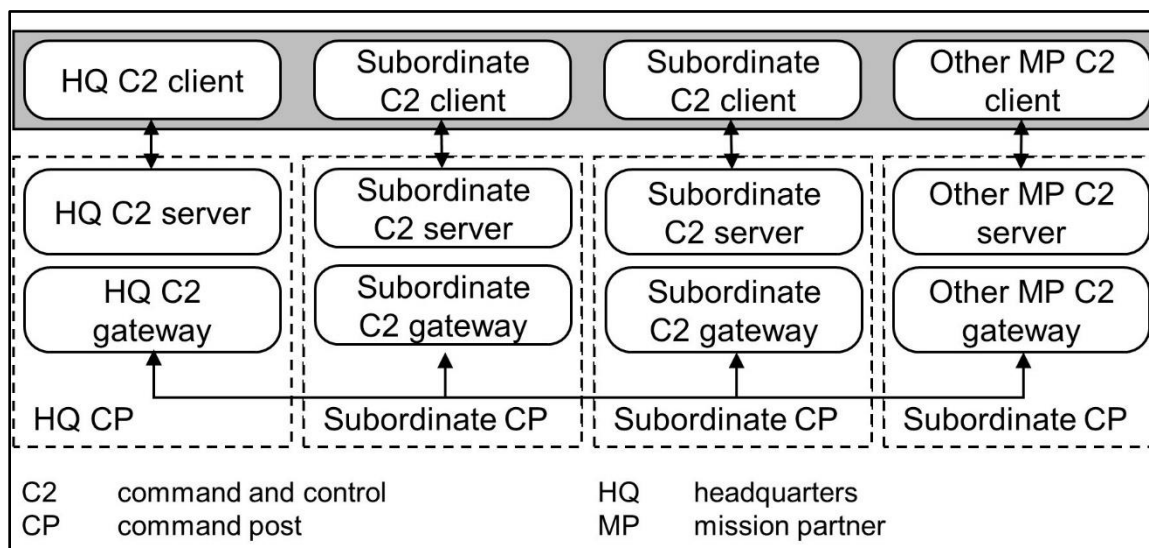 HQ C2 client
Subordinate
C2 client
Subordinate
C2 client
Other MP C2
client
HQ C2 server
Subordinate
C2 server
Subordinate
C2 server
Other MP C2
server
HQ C2
gateway
Subordinate
C2 gateway
Subordinate
C2 gateway
Other MP C2
gateway
HQ CP
Subordinate CP
Subordinate CP
Subordinate CP
C2 command and control
HQ headquarters
CP command post
MP mission partner